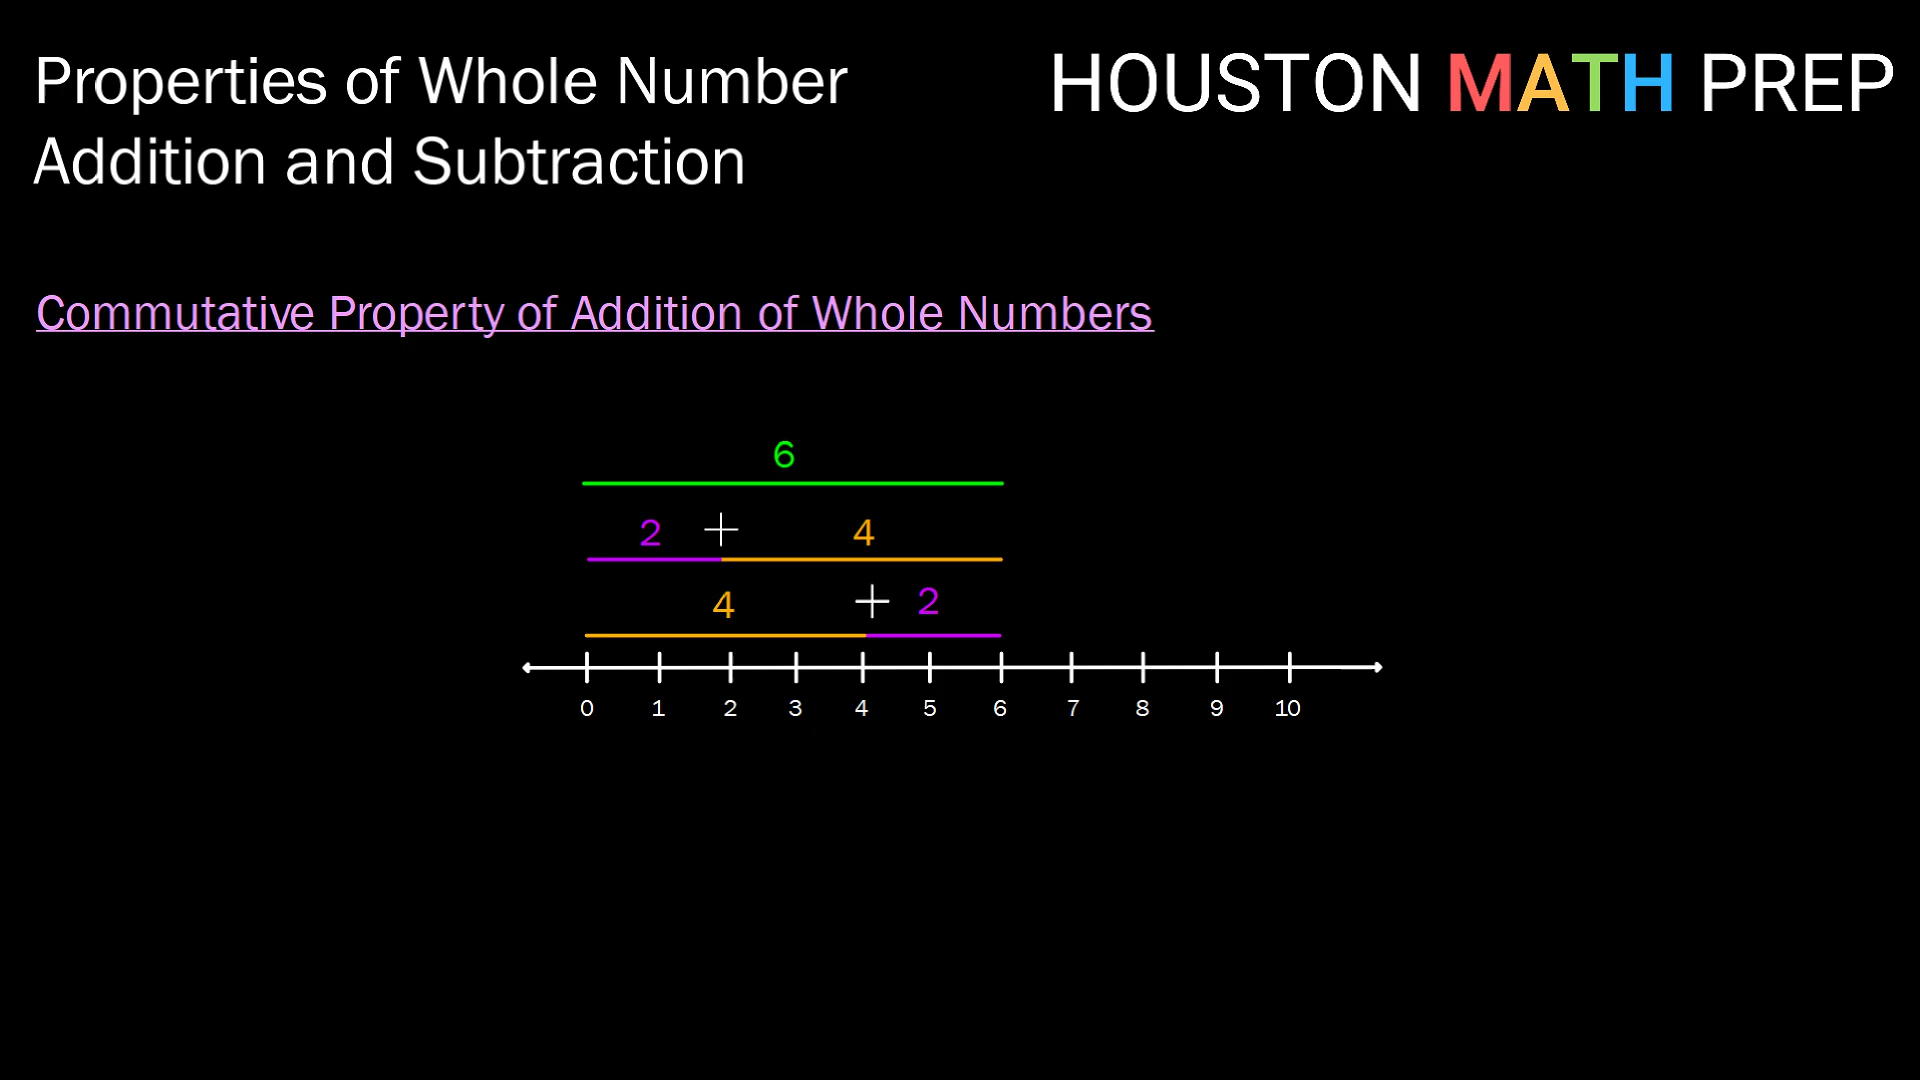 Properties of Whole Number
Addition and Subtraction
HOUSTON MATH PREP
Commutative Property of Addition of Whole Numbers
6
2 + 4
4 + 2
0 1 2 3 4 5 6 7 8 9 10